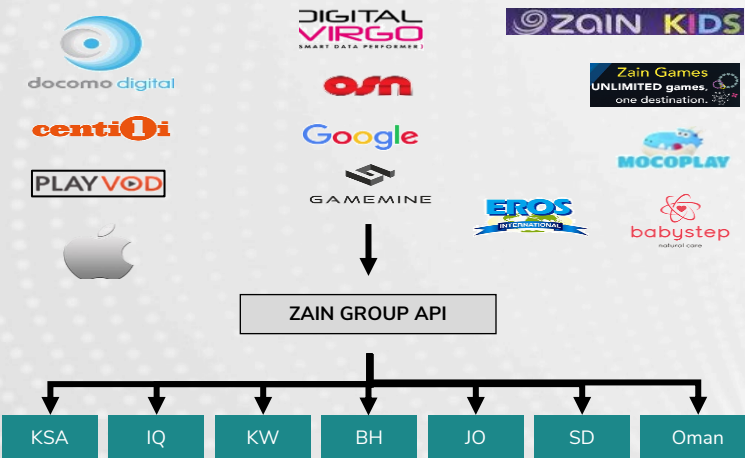 docomo digital
centili
PLAYVOD
DIGITAL
VIRGO
SMART DATA PERFORMER}
osn
Google
GAMEMINE
ZAIN KIDS
Zain Games
UNLIMITED games,
one destination.
MOCOPLAY
EROS
INTERNATIONAL
babystep
natural care
ZAIN GROUP API
KSA
IQ
KW
BH
JO
SD
Oman